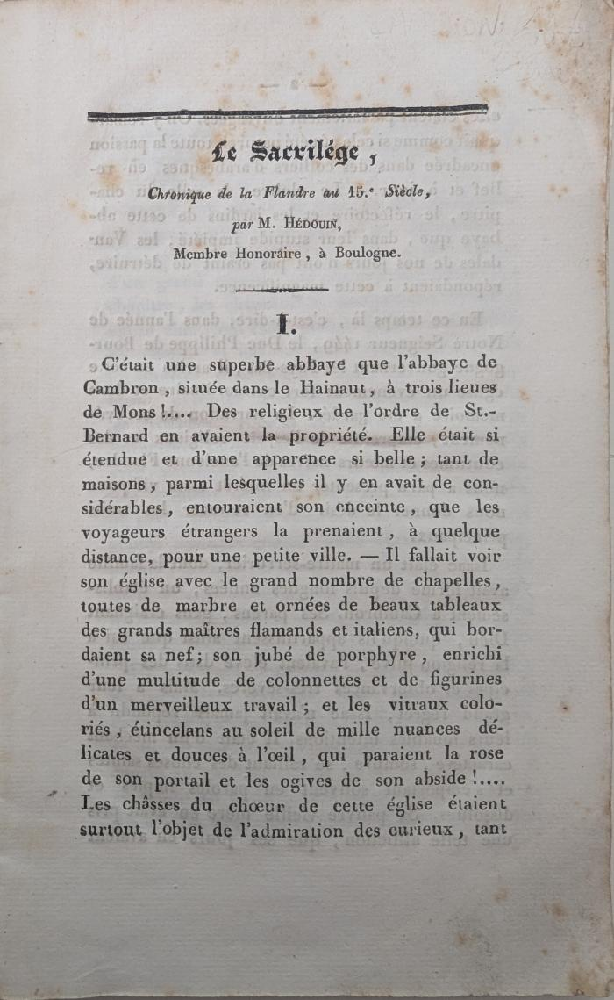 Le Sacrilége,
Chronique de la Flandre au 15.e Siècle,
par M. HÉDOUIN,
Membre Honoraire, à Boulogne.
I.
C'était une superbe abbaye que l'abbaye de
Cambron, située dans le Hainaut, à trois lieues
de Mons!.... Des religieux de l'ordre de St.-
Bernard en avaient la propriété. Elle était si
étendue et d'une apparence si belle; tant de
maisons, parmi lesquelles il y en avait de con-
sidérables, entouraient son enceinte, que les
voyageurs étrangers la prenaient, à quelque
distance, pour une petite ville. — Il fallait voir
son église avec le grand nombre de chapelles,
toutes de marbre et ornées de beaux tableaux
des grands maîtres flamands et italiens, qui bor-
daient sa nef; son jubé de porphyre, enrichi
d'une multitude de colonnettes et de figurines
d'un merveilleux travail; et les vitraux colo-
riés, étincelans au soleil de mille nuances dé-
licates et douces à l'œil, qui paraient la rose
de son portail et les ogives de son abside!....
Les châsses du chœur de cette église étaient
surtout l'objet de l'admiration des curieux, tant